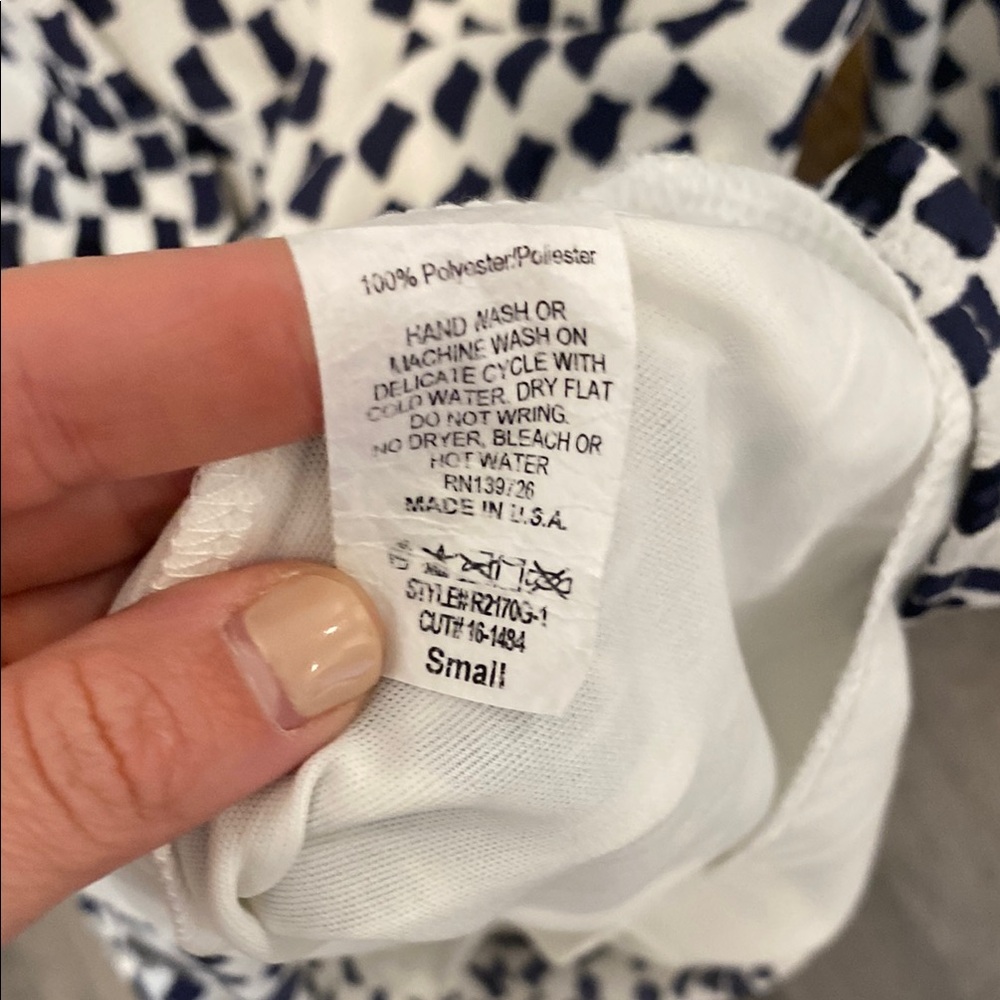 100% Polyester/Poliester
HAND WASH OR
MACHINE WASH ON
DELICATE CYCLE WITH
COLD WATER. DRY FLAT
DO NOT WRING.
NO DRYER, BLEACH OR
HOT WATER
RN139726
MADE IN U.S.A.
STYLE# R2170G-1
CUT# 16-1484
Small